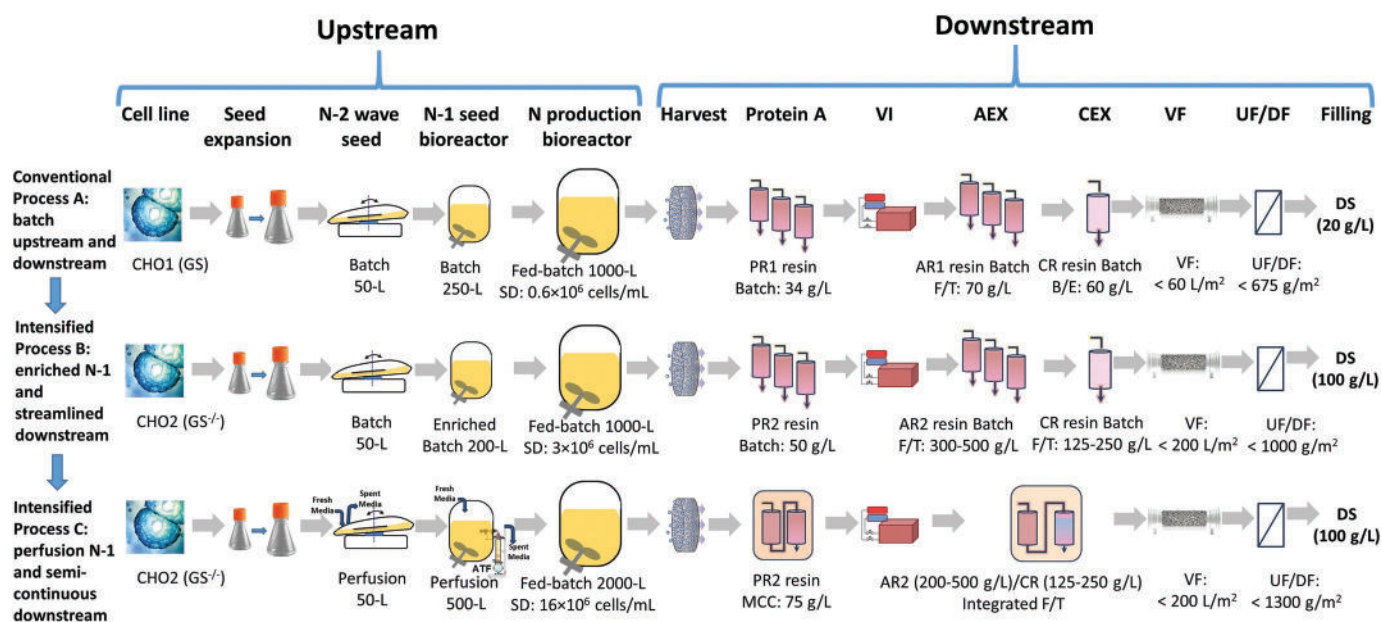 Upstream
Downstream
Cell line
Seed
expansion
N-2 wave
seed
N-1 seed
bioreactor
N production
bioreactor
Harvest
Protein A
VI
AEX
CEX
VF
UF/DF
Filling
Conventional
Process A:
batch
upstream and
downstream
CHO1 (GS)
Batch
50-L
Batch
250-L
Fed-batch 1000-L
SD: 0.6×10⁶ cells/mL
PR1 resin
Batch: 34 g/L
AR1 resin Batch
F/T: 70 g/L
CR resin Batch
B/E: 60 g/L
VF:
< 60 L/m²
UF/DF:
< 675 g/m²
DS
(20 g/L)
Intensified
Process B:
enriched N-1
and
streamlined
downstream
CHO2 (GS⁻/⁻)
Batch
50-L
Enriched
Batch 200-L
Fed-batch 1000-L
SD: 3×10⁶ cells/mL
PR2 resin
Batch: 50 g/L
AR2 resin Batch
F/T: 300-500 g/L
CR resin Batch
F/T: 125-250 g/L
VF:
< 200 L/m²
UF/DF:
< 1000 g/m²
DS
(100 g/L)
Intensified
Process C:
perfusion N-1
and semi-
continuous
downstream
CHO2 (GS⁻/⁻)
Fresh
Media
Spent
Media
Perfusion
50-L
Fresh
Media
Spent
Media
ATF
Perfusion
500-L
Fed-batch 2000-L
SD: 16×10⁶ cells/mL
PR2 resin
MCC: 75 g/L
AR2 (200-500 g/L)/CR (125-250 g/L)
Integrated F/T
VF:
< 200 L/m²
UF/DF:
< 1300 g/m²
DS
(100 g/L)